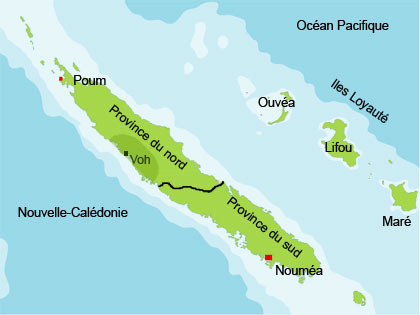 Océan Pacifique
Poum
Iles Loyauté
Ouvéa
Province du nord
Lifou
Voh
Nouvelle-Calédonie
Province du sud
Maré
Nouméa